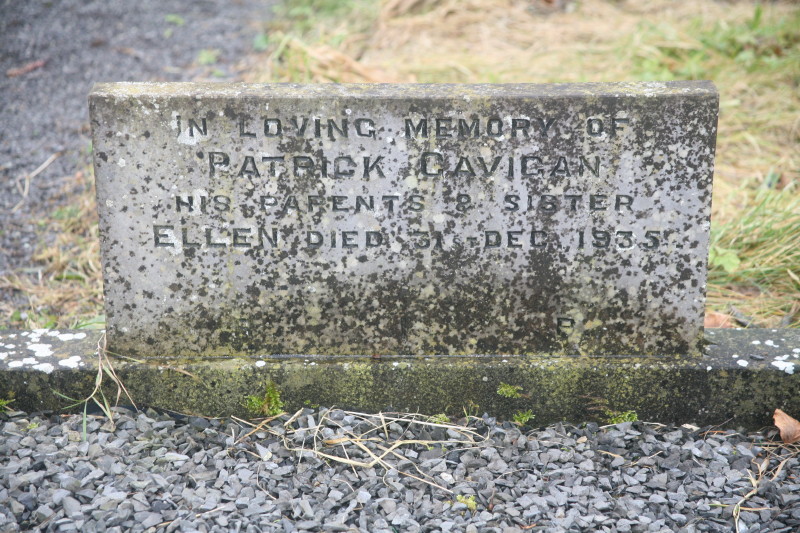 IN LOVING MEMORY OF
PATRICK GAVIGAN
HIS PARENTS & SISTER
ELLEN DIED 31 DEC. 1935
P